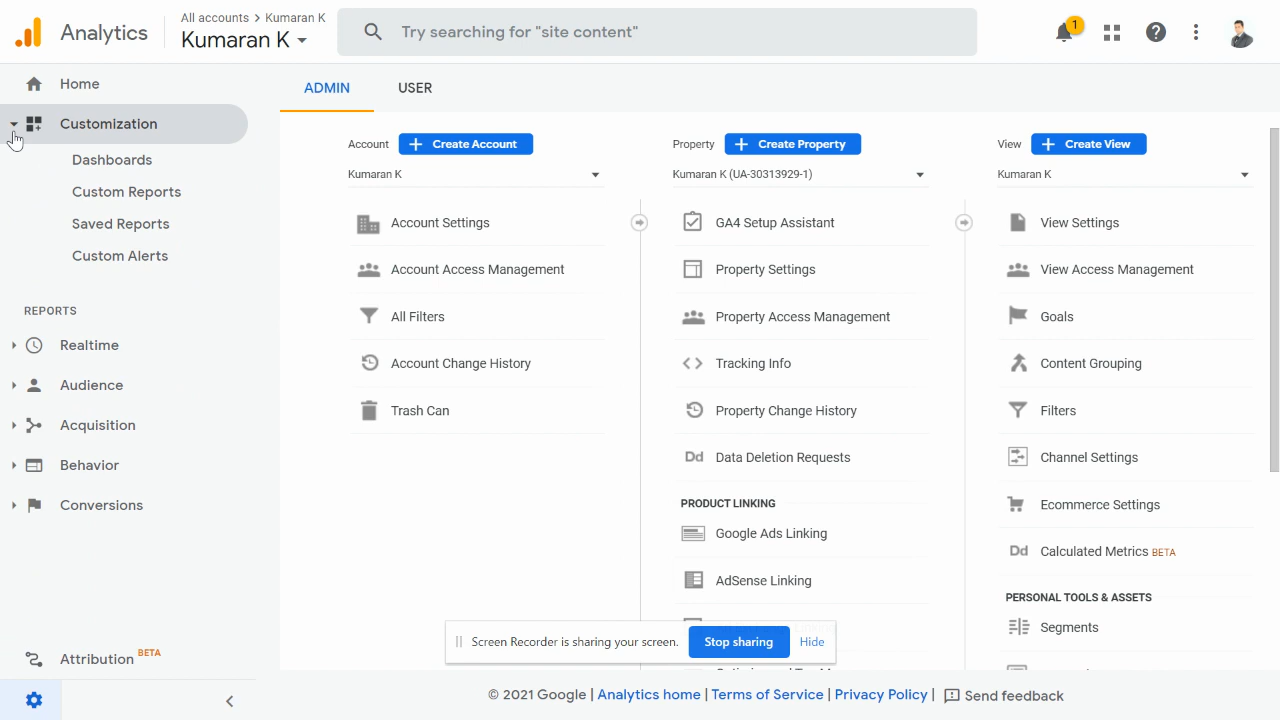 Analytics
All accounts > Kumaran K
Kumaran K
Try searching for "site content"
1
Home
Customization
Dashboards
Custom Reports
Saved Reports
Custom Alerts
REPORTS
Realtime
Audience
Acquisition
Behavior
Conversions
Attribution BETA
ADMIN
USER
Account
Create Account
Kumaran K
Account Settings
Account Access Management
All Filters
Account Change History
Trash Can
Property
Create Property
Kumaran K (UA-30313929-1)
GA4 Setup Assistant
Property Settings
Property Access Management
Tracking Info
Property Change History
Dd Data Deletion Requests
PRODUCT LINKING
Google Ads Linking
AdSense Linking
View
Create View
Kumaran K
View Settings
View Access Management
Goals
Content Grouping
Filters
Channel Settings
Ecommerce Settings
Dd Calculated Metrics BETA
PERSONAL TOOLS & ASSETS
Segments
Screen Recorder is sharing your screen.
Stop sharing
Hide
© 2021 Google | Analytics home | Terms of Service | Privacy Policy | Send feedback